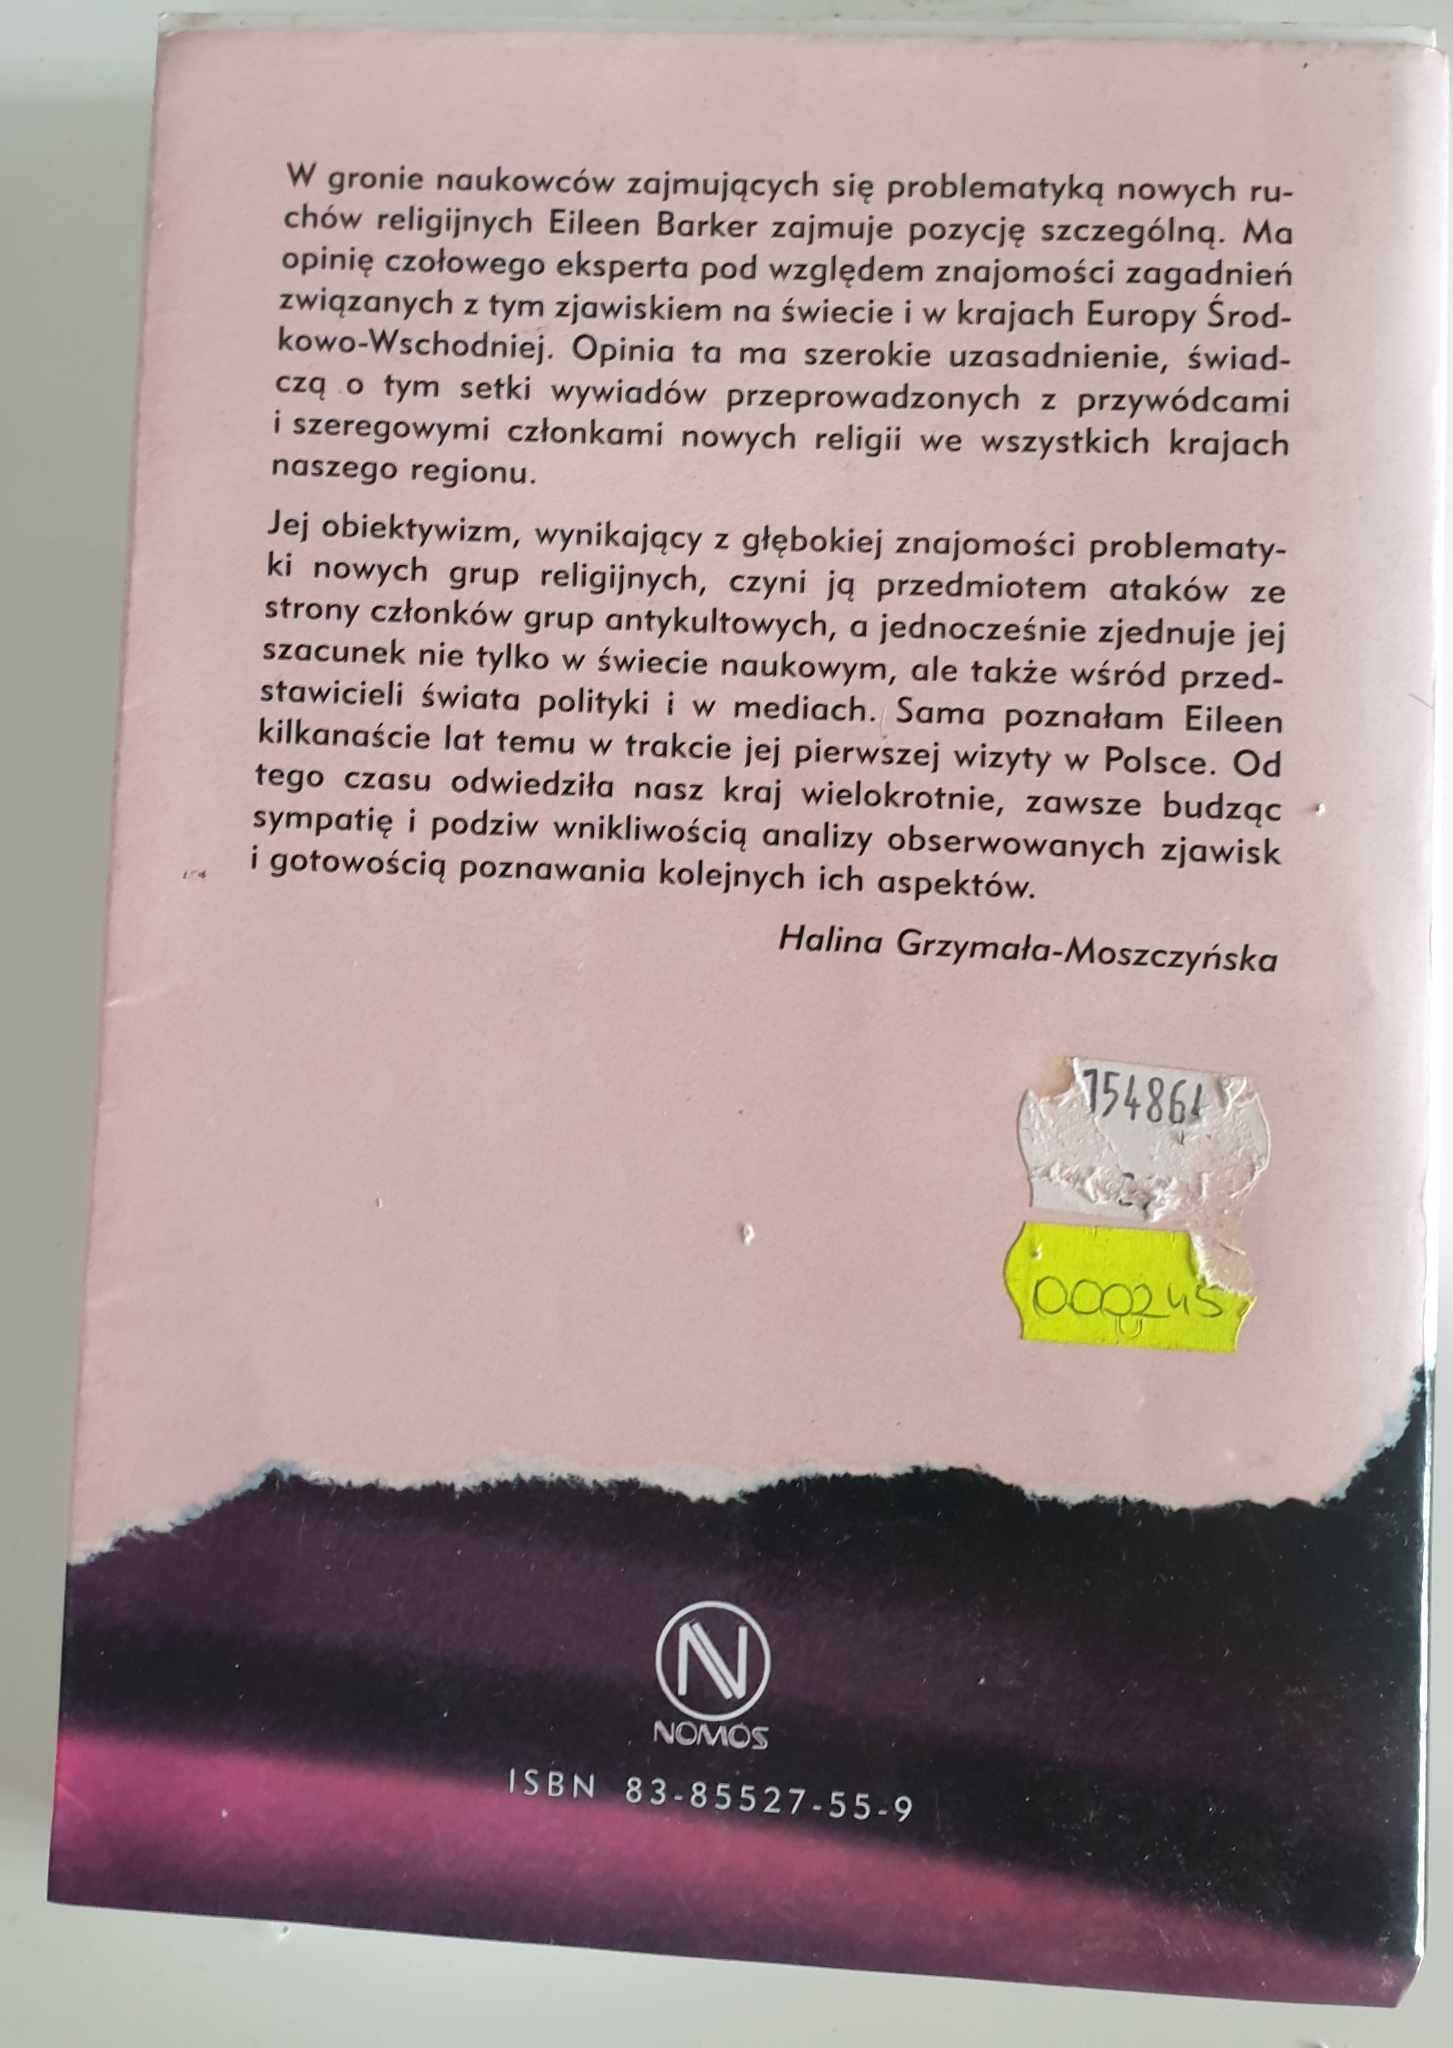 W gronie naukowców zajmujących się problematyką nowych ru-
chów religijnych Eileen Barker zajmuje pozycję szczególną. Ma
opinię czołowego eksperta pod względem znajomości zagadnień
związanych z tym zjawiskiem na świecie i w krajach Europy Środ-
kowo-Wschodniej. Opinia ta ma szerokie uzasadnienie, świad-
czą o tym setki wywiadów przeprowadzonych z przywódcami
i szeregowymi członkami nowych religii we wszystkich krajach
naszego regionu.
Jej obiektywizm, wynikający z głębokiej znajomości problematy-
ki nowych grup religijnych, czyni ją przedmiotem ataków ze
strony członków grup antykultowych, a jednocześnie zjednuje jej
szacunek nie tylko w świecie naukowym, ale także wśród przed-
stawicieli świata polityki i w mediach. Sama poznałam Eileen
kilkanaście lat temu w trakcie jej pierwszej wizyty w Polsce. Od
tego czasu odwiedziła nasz kraj wielokrotnie, zawsze budząc
sympatię i podziw wnikliwością analizy obserwowanych zjawisk
i gotowością poznawania kolejnych ich aspektów.
Halina Grzymała-Moszczyńska
000245
N
NOMOS
ISBN 83-85527-55-9